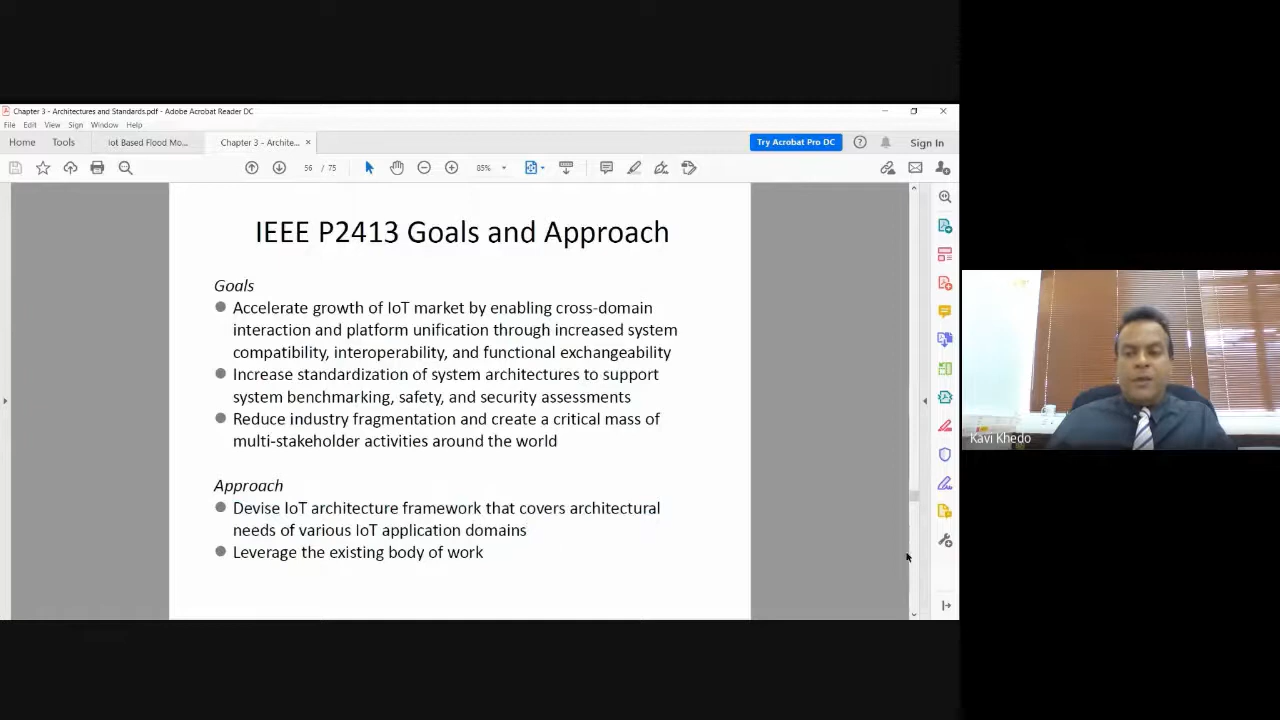 Chapter 3 - Architectures and Standards.pdf - Adobe Acrobat Reader DC
File Edit View Sign Window Help
Home Tools Iot Based Flood Mo... Chapter 3 - Archite... × Try Acrobat Pro DC Sign In
56 / 75 85%
IEEE P2413 Goals and Approach
Goals
Accelerate growth of IoT market by enabling cross-domain
interaction and platform unification through increased system
compatibility, interoperability, and functional exchangeability
Increase standardization of system architectures to support
system benchmarking, safety, and security assessments
Reduce industry fragmentation and create a critical mass of
multi-stakeholder activities around the world
Approach
Devise IoT architecture framework that covers architectural
needs of various IoT application domains
Leverage the existing body of work
Kavi Khedo